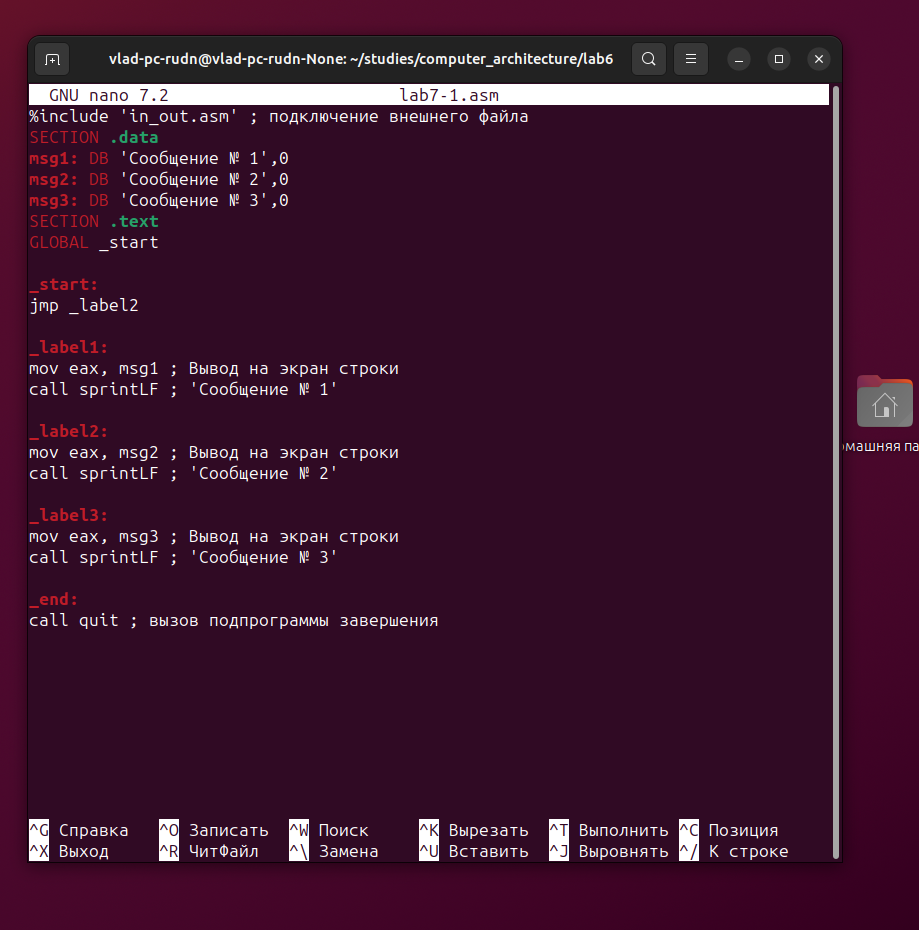 vlad-pc-rudn@vlad-pc-rudn-None: ~/studies/computer_architecture/lab6
GNU nano 7.2 lab7-1.asm
%include 'in_out.asm' ; подключение внешнего файла
SECTION .data
msg1: DB 'Сообщение № 1',0
msg2: DB 'Сообщение № 2',0
msg3: DB 'Сообщение № 3',0
SECTION .text
GLOBAL _start
_start:
jmp _label2
_label1:
mov eax, msg1 ; Вывод на экран строки
call sprintLF ; 'Сообщение № 1'
_label2:
mov eax, msg2 ; Вывод на экран строки
call sprintLF ; 'Сообщение № 2'
_label3:
mov eax, msg3 ; Вывод на экран строки
call sprintLF ; 'Сообщение № 3'
_end:
call quit ; вызов подпрограммы завершения
^G Справка ^O Записать ^W Поиск ^K Вырезать ^T Выполнить ^C Позиция
^X Выход ^R ЧитФайл ^\ Замена ^U Вставить ^J Выровнять ^/ К строке